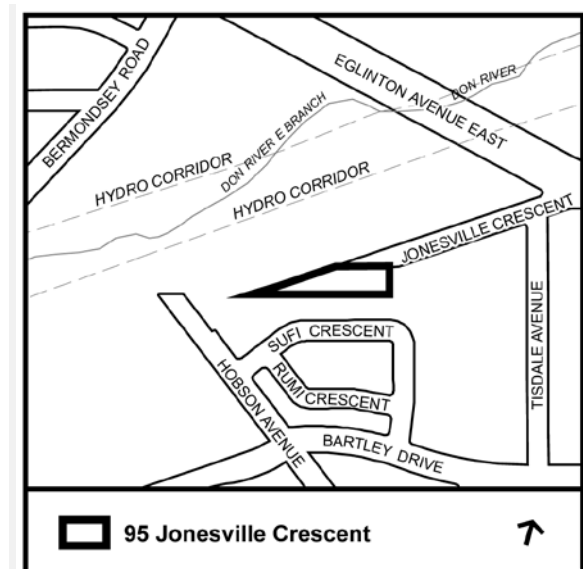 BERMONDSEY ROAD
EGLINTON AVENUE EAST
DON RIVER
DON RIVER E BRANCH
HYDRO CORRIDOR
HYDRO CORRIDOR
JONESVILLE CRESCENT
TISDALE AVENUE
SUFI CRESCENT
RUMI CRESCENT
HOBSON AVENUE
BARTLEY DRIVE
95 Jonesville Crescent